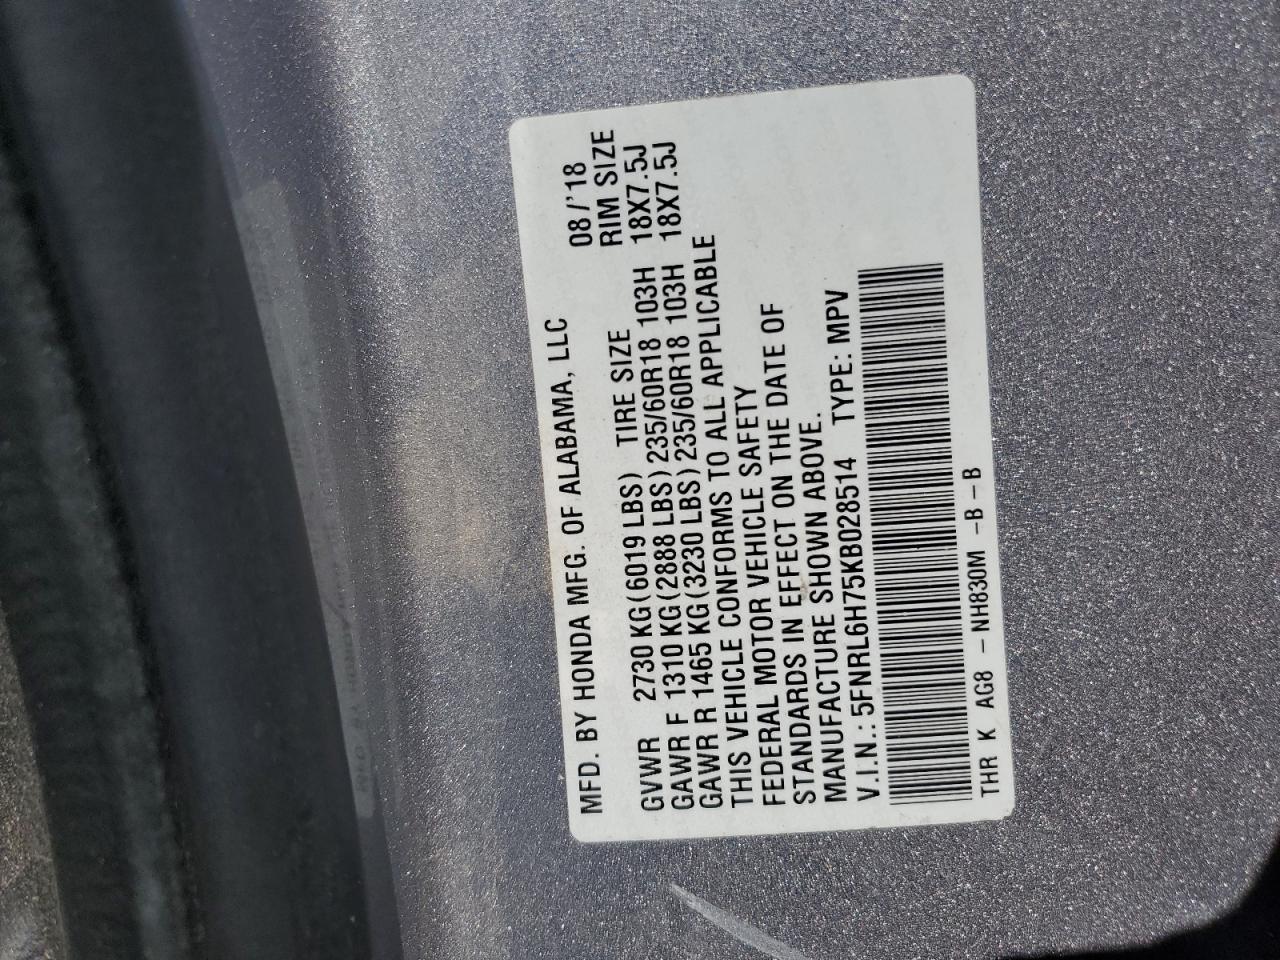 MFD. BY HONDA MFG. OF ALABAMA, LLC 08/'18
GVWR 2730 KG(6019 LBS) TIRE SIZE RIM SIZE
GAWR F 1310 KG(2888 LBS) 235/60R18 103H 18X7.5J
GAWR R 1465 KG(3230 LBS) 235/60R18 103H 18X7.5J
THIS VEHICLE CONFORMS TO ALL APPLICABLE
FEDERAL MOTOR VEHICLE SAFETY
STANDARDS IN EFFECT ON THE DATE OF
MANUFACTURE SHOWN ABOVE.
V.I.N.: 5FNRL6H75KB028514 TYPE: MPV
THR K AG8 - NH830M -B-B